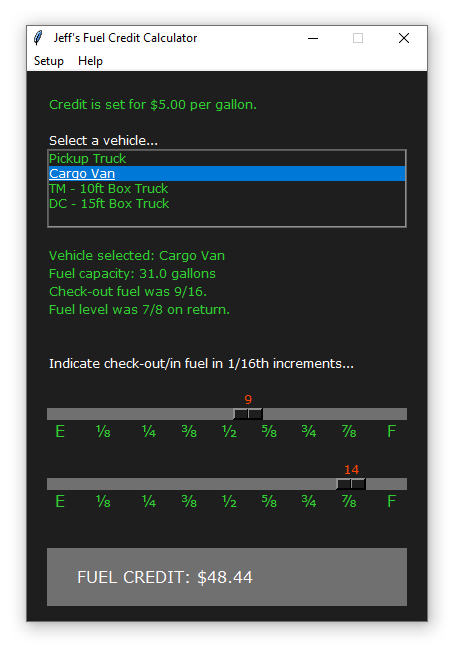 Jeff's Fuel Credit Calculator
Setup Help
Credit is set for $5.00 per gallon.
Select a vehicle...
Pickup Truck
Cargo Van
TM - 10ft Box Truck
DC - 15ft Box Truck
Vehicle selected: Cargo Van
Fuel capacity: 31.0 gallons
Check-out fuel was 9/16.
Fuel level was 7/8 on return.
Indicate check-out/in fuel in 1/16th increments...
9
E ⅛ ¼ ⅜ ½ ⅝ ¾ ⅞ F
14
E ⅛ ¼ ⅜ ½ ⅝ ¾ ⅞ F
FUEL CREDIT: $48.44